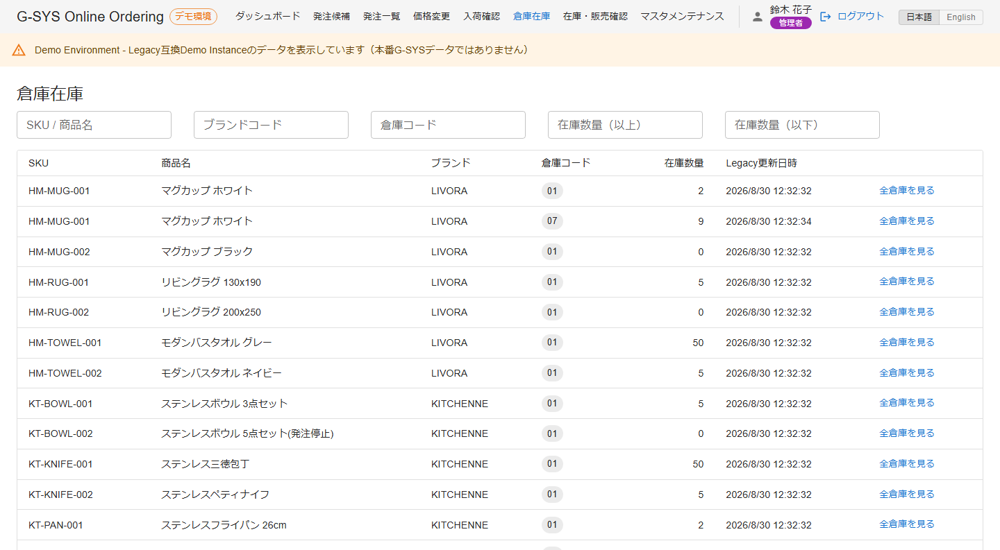 G-SYS Online Ordering デモ環境 ダッシュボード 発注候補 発注一覧 価格変更 入荷確認 倉庫在庫 在庫・販売確認 マスタメンテナンス 鈴木 花子 管理者 ログアウト 日本語 English
Demo Environment - Legacy互換Demo Instanceのデータを表示しています（本番G-SYSデータではありません）
倉庫在庫
SKU / 商品名 ブランドコード 倉庫コード 在庫数量（以上） 在庫数量（以下）
SKU 商品名 ブランド 倉庫コード 在庫数量 Legacy更新日時
HM-MUG-001 マグカップ ホワイト LIVORA 01 2 2026/8/30 12:32:32 全倉庫を見る
HM-MUG-001 マグカップ ホワイト LIVORA 07 9 2026/8/30 12:32:34 全倉庫を見る
HM-MUG-002 マグカップ ブラック LIVORA 01 0 2026/8/30 12:32:32 全倉庫を見る
HM-RUG-001 リビングラグ 130x190 LIVORA 01 5 2026/8/30 12:32:32 全倉庫を見る
HM-RUG-002 リビングラグ 200x250 LIVORA 01 0 2026/8/30 12:32:32 全倉庫を見る
HM-TOWEL-001 モダンバスタオル グレー LIVORA 01 50 2026/8/30 12:32:32 全倉庫を見る
HM-TOWEL-002 モダンバスタオル ネイビー LIVORA 01 5 2026/8/30 12:32:32 全倉庫を見る
KT-BOWL-001 ステンレスボウル 3点セット KITCHENNE 01 5 2026/8/30 12:32:32 全倉庫を見る
KT-BOWL-002 ステンレスボウル 5点セット(発注停止) KITCHENNE 01 0 2026/8/30 12:32:32 全倉庫を見る
KT-KNIFE-001 ステンレス三徳包丁 KITCHENNE 01 50 2026/8/30 12:32:32 全倉庫を見る
KT-KNIFE-002 ステンレスペティナイフ KITCHENNE 01 5 2026/8/30 12:32:32 全倉庫を見る
KT-PAN-001 ステンレスフライパン 26cm KITCHENNE 01 2 2026/8/30 12:32:32 全倉庫を見る